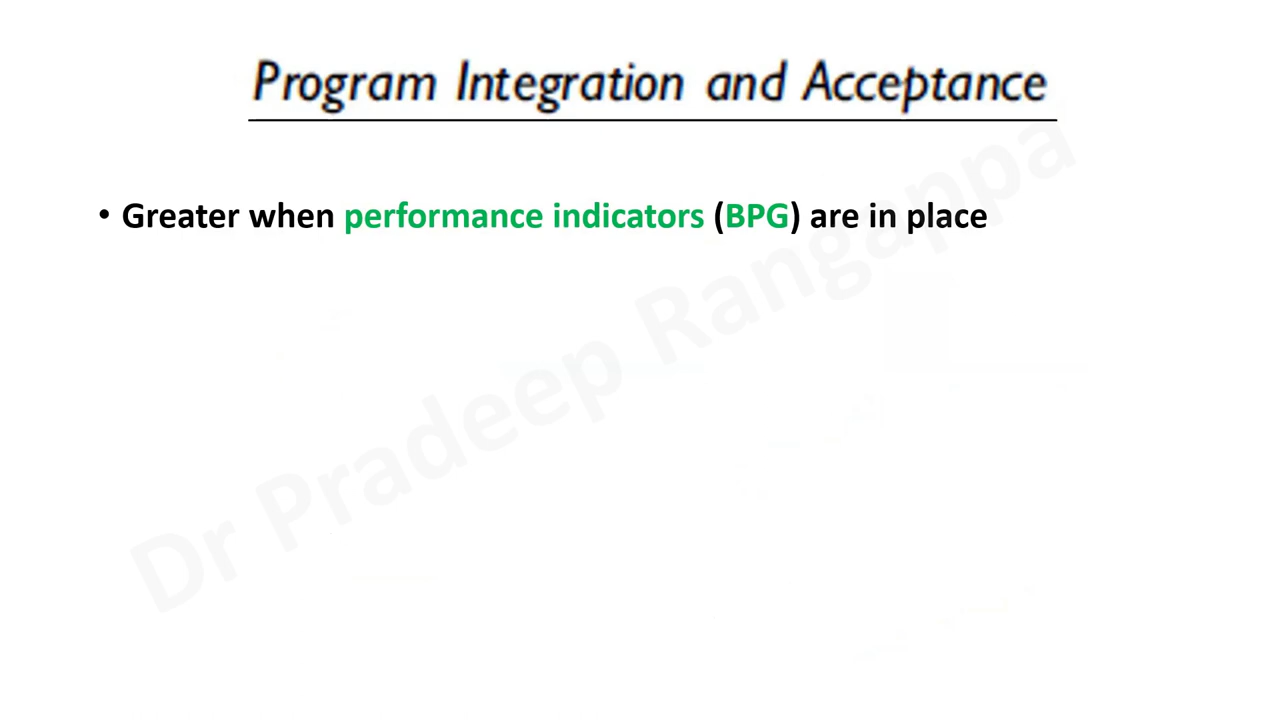 Program Integration and Acceptance
• Greater when performance indicators (BPG) are in place
Dr Pradeep Rangappa